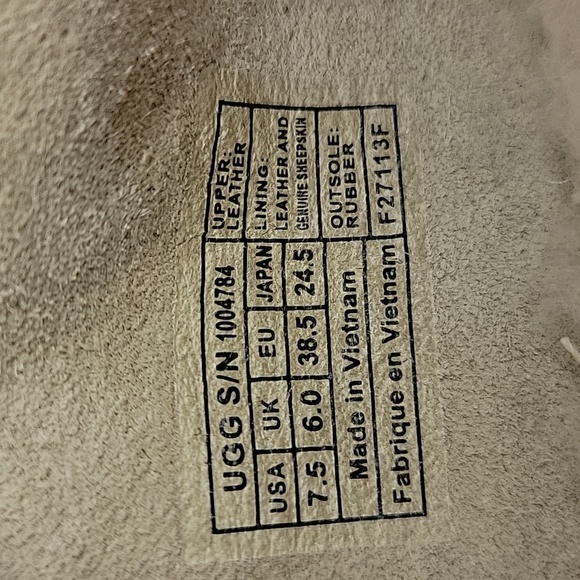 UGG S/N 1004784
USA UK EU JAPAN
7.5 6.0 38.5 24.5
Made in Vietnam
Fabrique en Vietnam
UPPER:
LEATHER
LINING:
LEATHER AND
GENUINE SHEEPSKIN
OUTSOLE:
RUBBER
F27113F